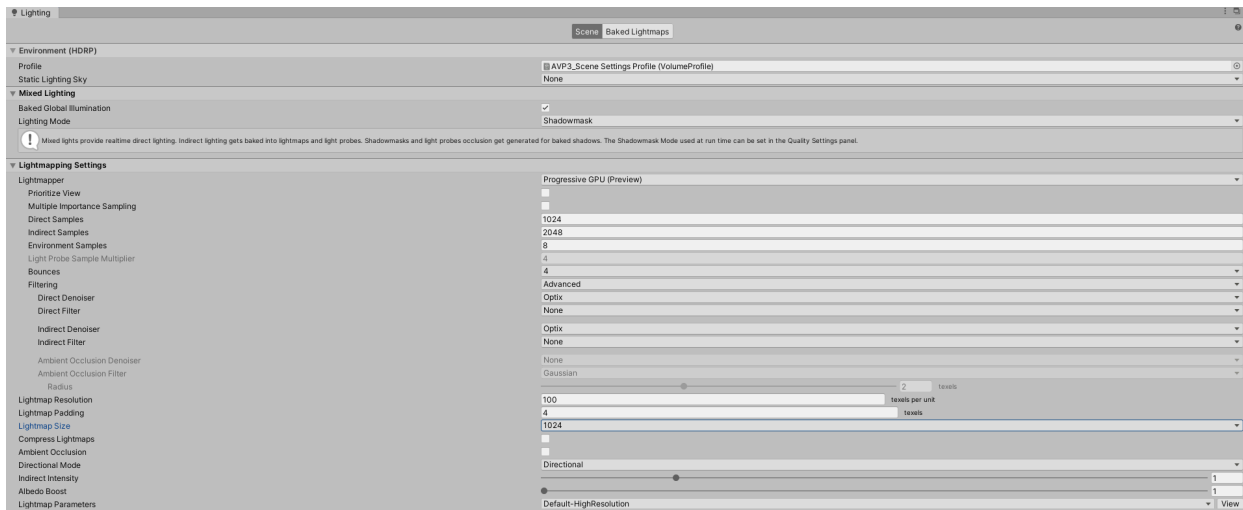 Lighting
Scene Baked Lightmaps
Environment (HDRP)
Profile AVP3_Scene Settings Profile (VolumeProfile)
Static Lighting Sky None
Mixed Lighting
Baked Global Illumination
Lighting Mode Shadowmask
Mixed lights provide realtime direct lighting. Indirect lighting gets baked into lightmaps and light probes. Shadowmasks and light probes occlusion get generated for baked shadows. The Shadowmask Mode used at run time can be set in the Quality Settings panel.
Lightmapping Settings
Lightmapper Progressive GPU (Preview)
Prioritize View
Multiple Importance Sampling
Direct Samples 1024
Indirect Samples 2048
Environment Samples 8
Light Probe Sample Multiplier 4
Bounces 4
Filtering Advanced
Direct Denoiser Optix
Direct Filter None
Indirect Denoiser Optix
Indirect Filter None
Ambient Occlusion Denoiser None
Ambient Occlusion Filter Gaussian
Radius 2 texels
Lightmap Resolution 100 texels per unit
Lightmap Padding 4 texels
Lightmap Size 1024
Compress Lightmaps
Ambient Occlusion
Directional Mode Directional
Indirect Intensity 1
Albedo Boost 1
Lightmap Parameters Default-HighResolution View